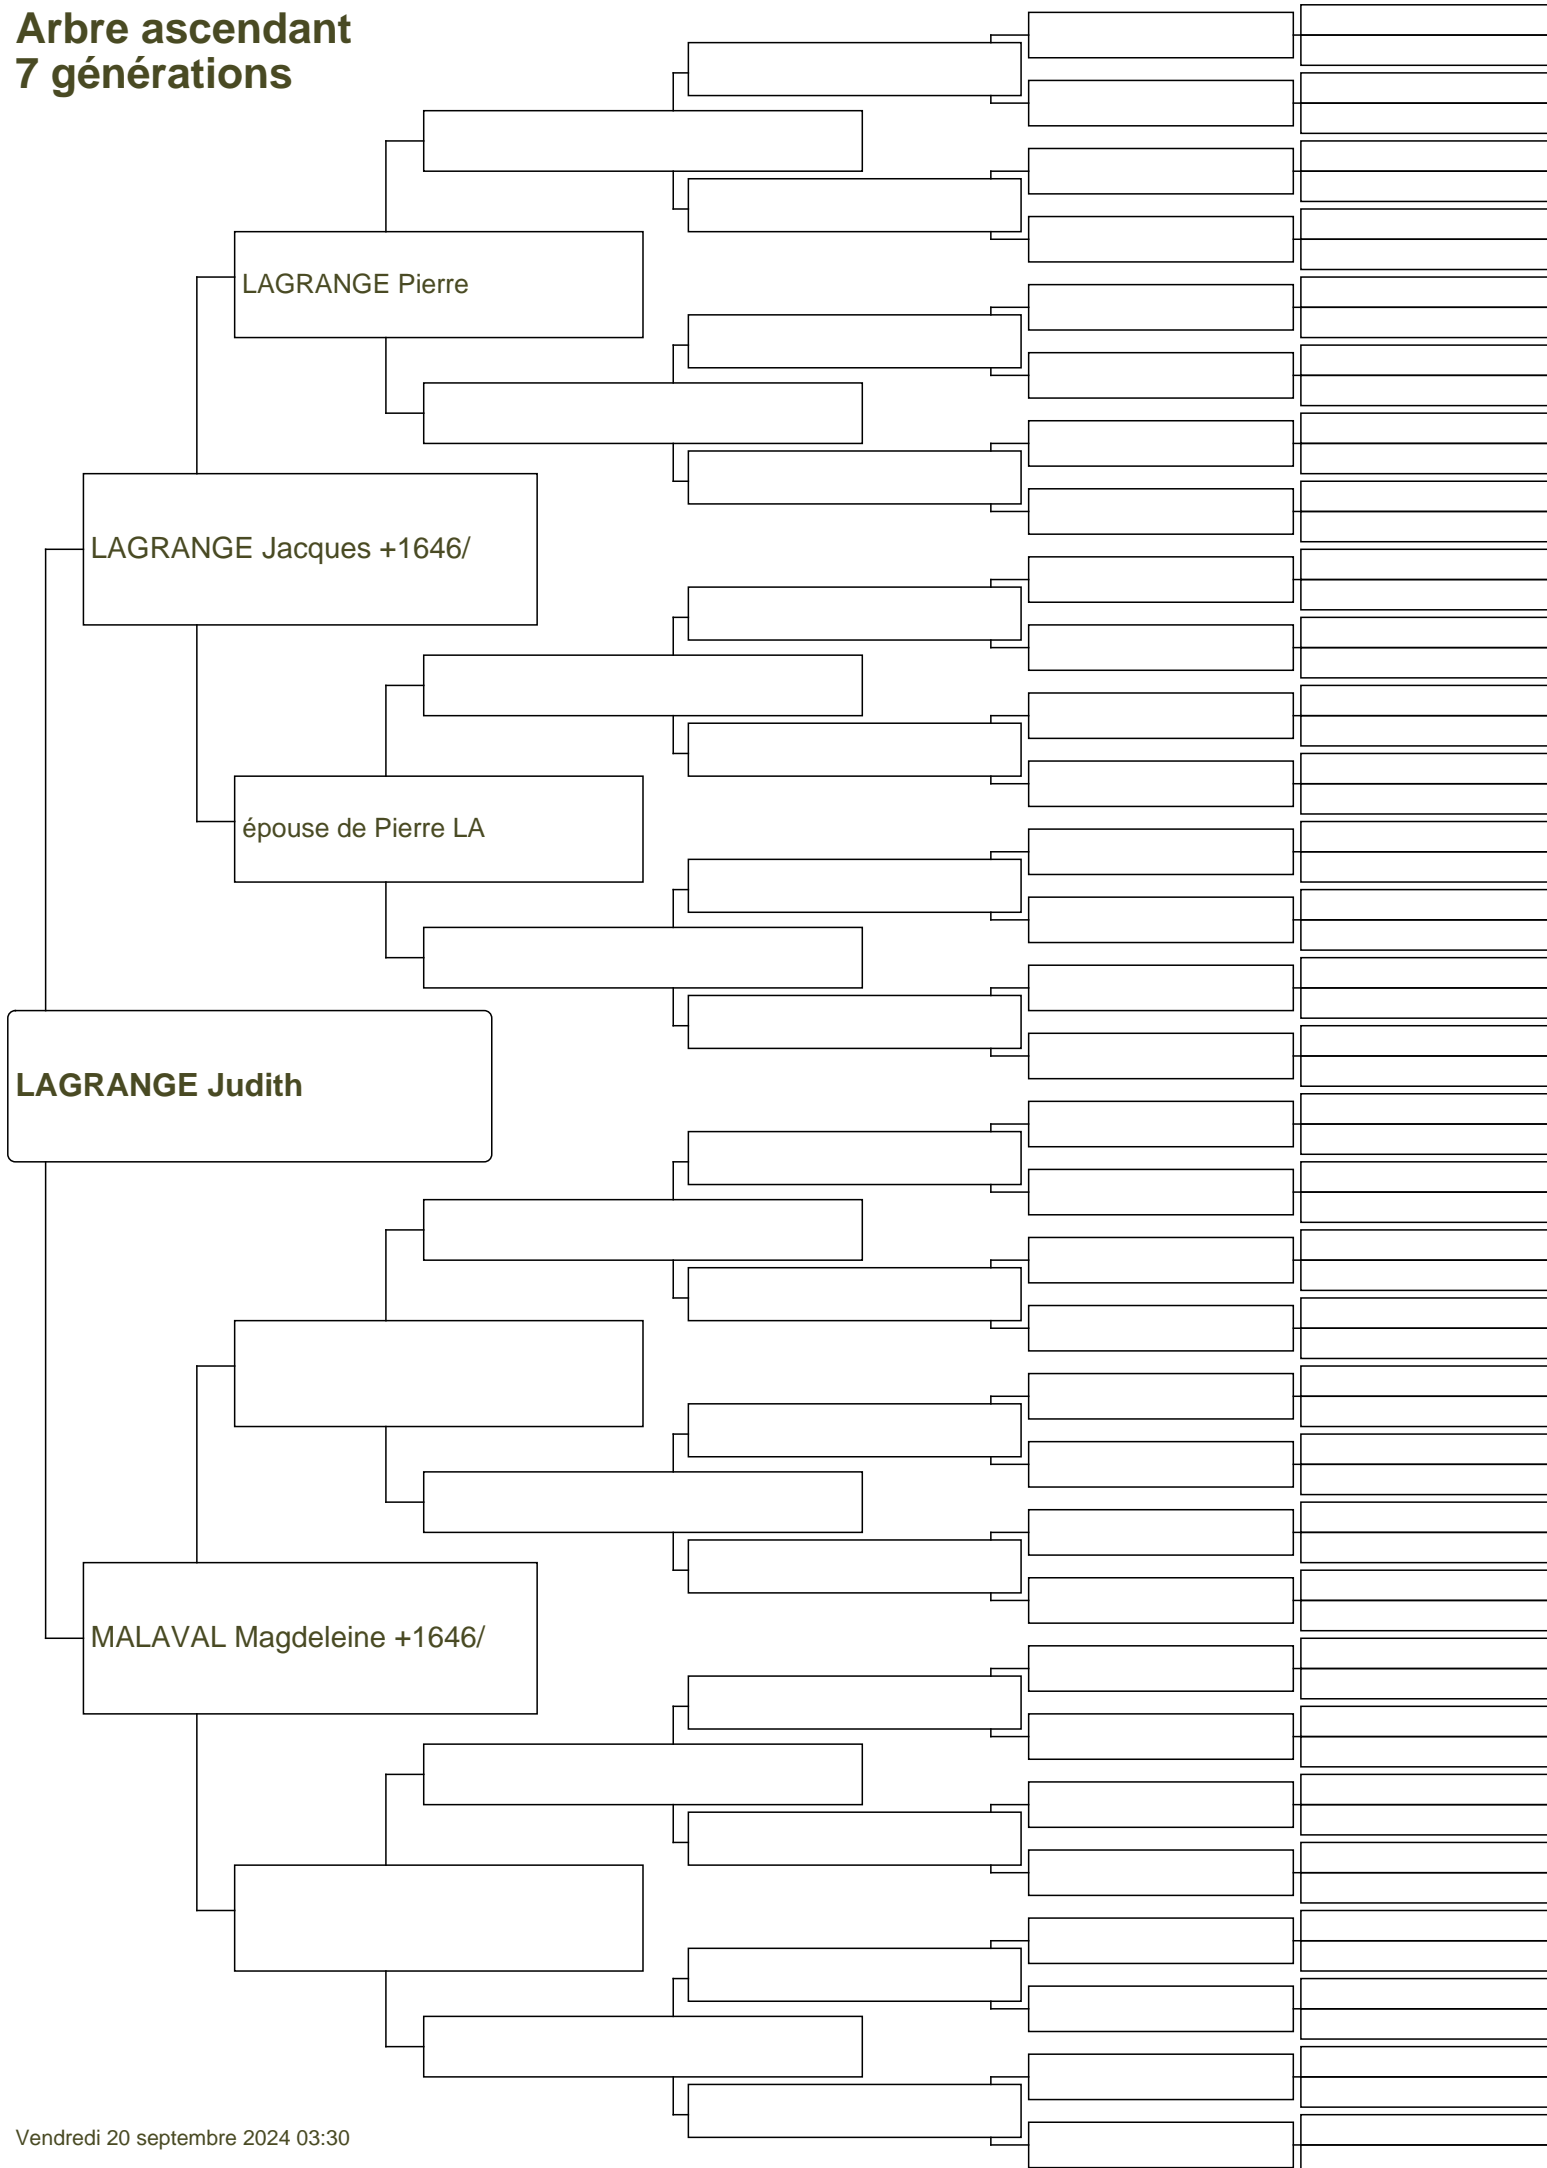 Arbre ascendant
7 générations
LAGRANGE Pierre
LAGRANGE Jacques +1646/
épouse de Pierre LA
LAGRANGE Judith
MALAVAL Magdeleine +1646/
Vendredi 20 septembre 2024 03:30